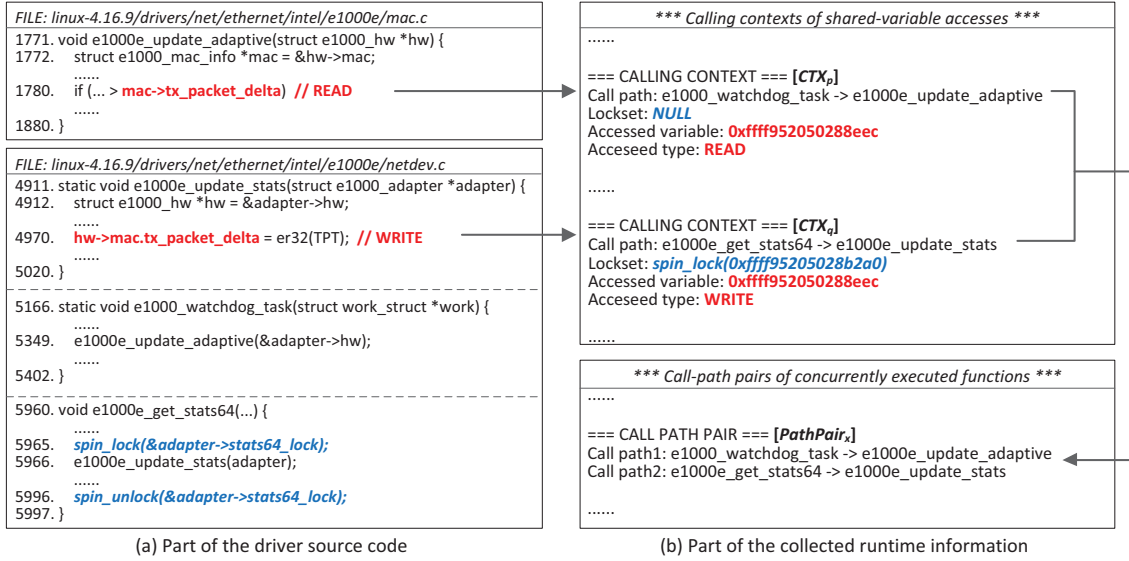 FILE: linux-4.16.9/drivers/net/ethernet/intel/e1000e/mac.c
1771. void e1000e_update_adaptive(struct e1000_hw *hw) {
1772. struct e1000_mac_info *mac = &hw->mac;
......
1780. if (... > mac->tx_packet_delta) // READ
......
1880. }
FILE: linux-4.16.9/drivers/net/ethernet/intel/e1000e/netdev.c
4911. static void e1000e_update_stats(struct e1000_adapter *adapter) {
4912. struct e1000_hw *hw = &adapter->hw;
......
4970. hw->mac.tx_packet_delta = er32(TPT); // WRITE
......
5020. }
5166. static void e1000_watchdog_task(struct work_struct *work) {
......
5349. e1000e_update_adaptive(&adapter->hw);
......
5402. }
5960. void e1000e_get_stats64(...) {
......
5965. spin_lock(&adapter->stats64_lock);
5966. e1000e_update_stats(adapter);
......
5996. spin_unlock(&adapter->stats64_lock);
5997. }
(a) Part of the driver source code
*** Calling contexts of shared-variable accesses ***
......
=== CALLING CONTEXT === [CTXp]
Call path: e1000_watchdog_task -> e1000e_update_adaptive
Lockset: NULL
Accessed variable: 0xffff952050288eec
Acceseed type: READ
......
=== CALLING CONTEXT === [CTXq]
Call path: e1000e_get_stats64 -> e1000e_update_stats
Lockset: spin_lock(0xffff95205028b2a0)
Accessed variable: 0xffff952050288eec
Acceseed type: WRITE
......
*** Call-path pairs of concurrently executed functions ***
......
=== CALL PATH PAIR === [PathPairx]
Call path1: e1000_watchdog_task -> e1000e_update_adaptive
Call path2: e1000e_get_stats64 -> e1000e_update_stats
......
(b) Part of the collected runtime information